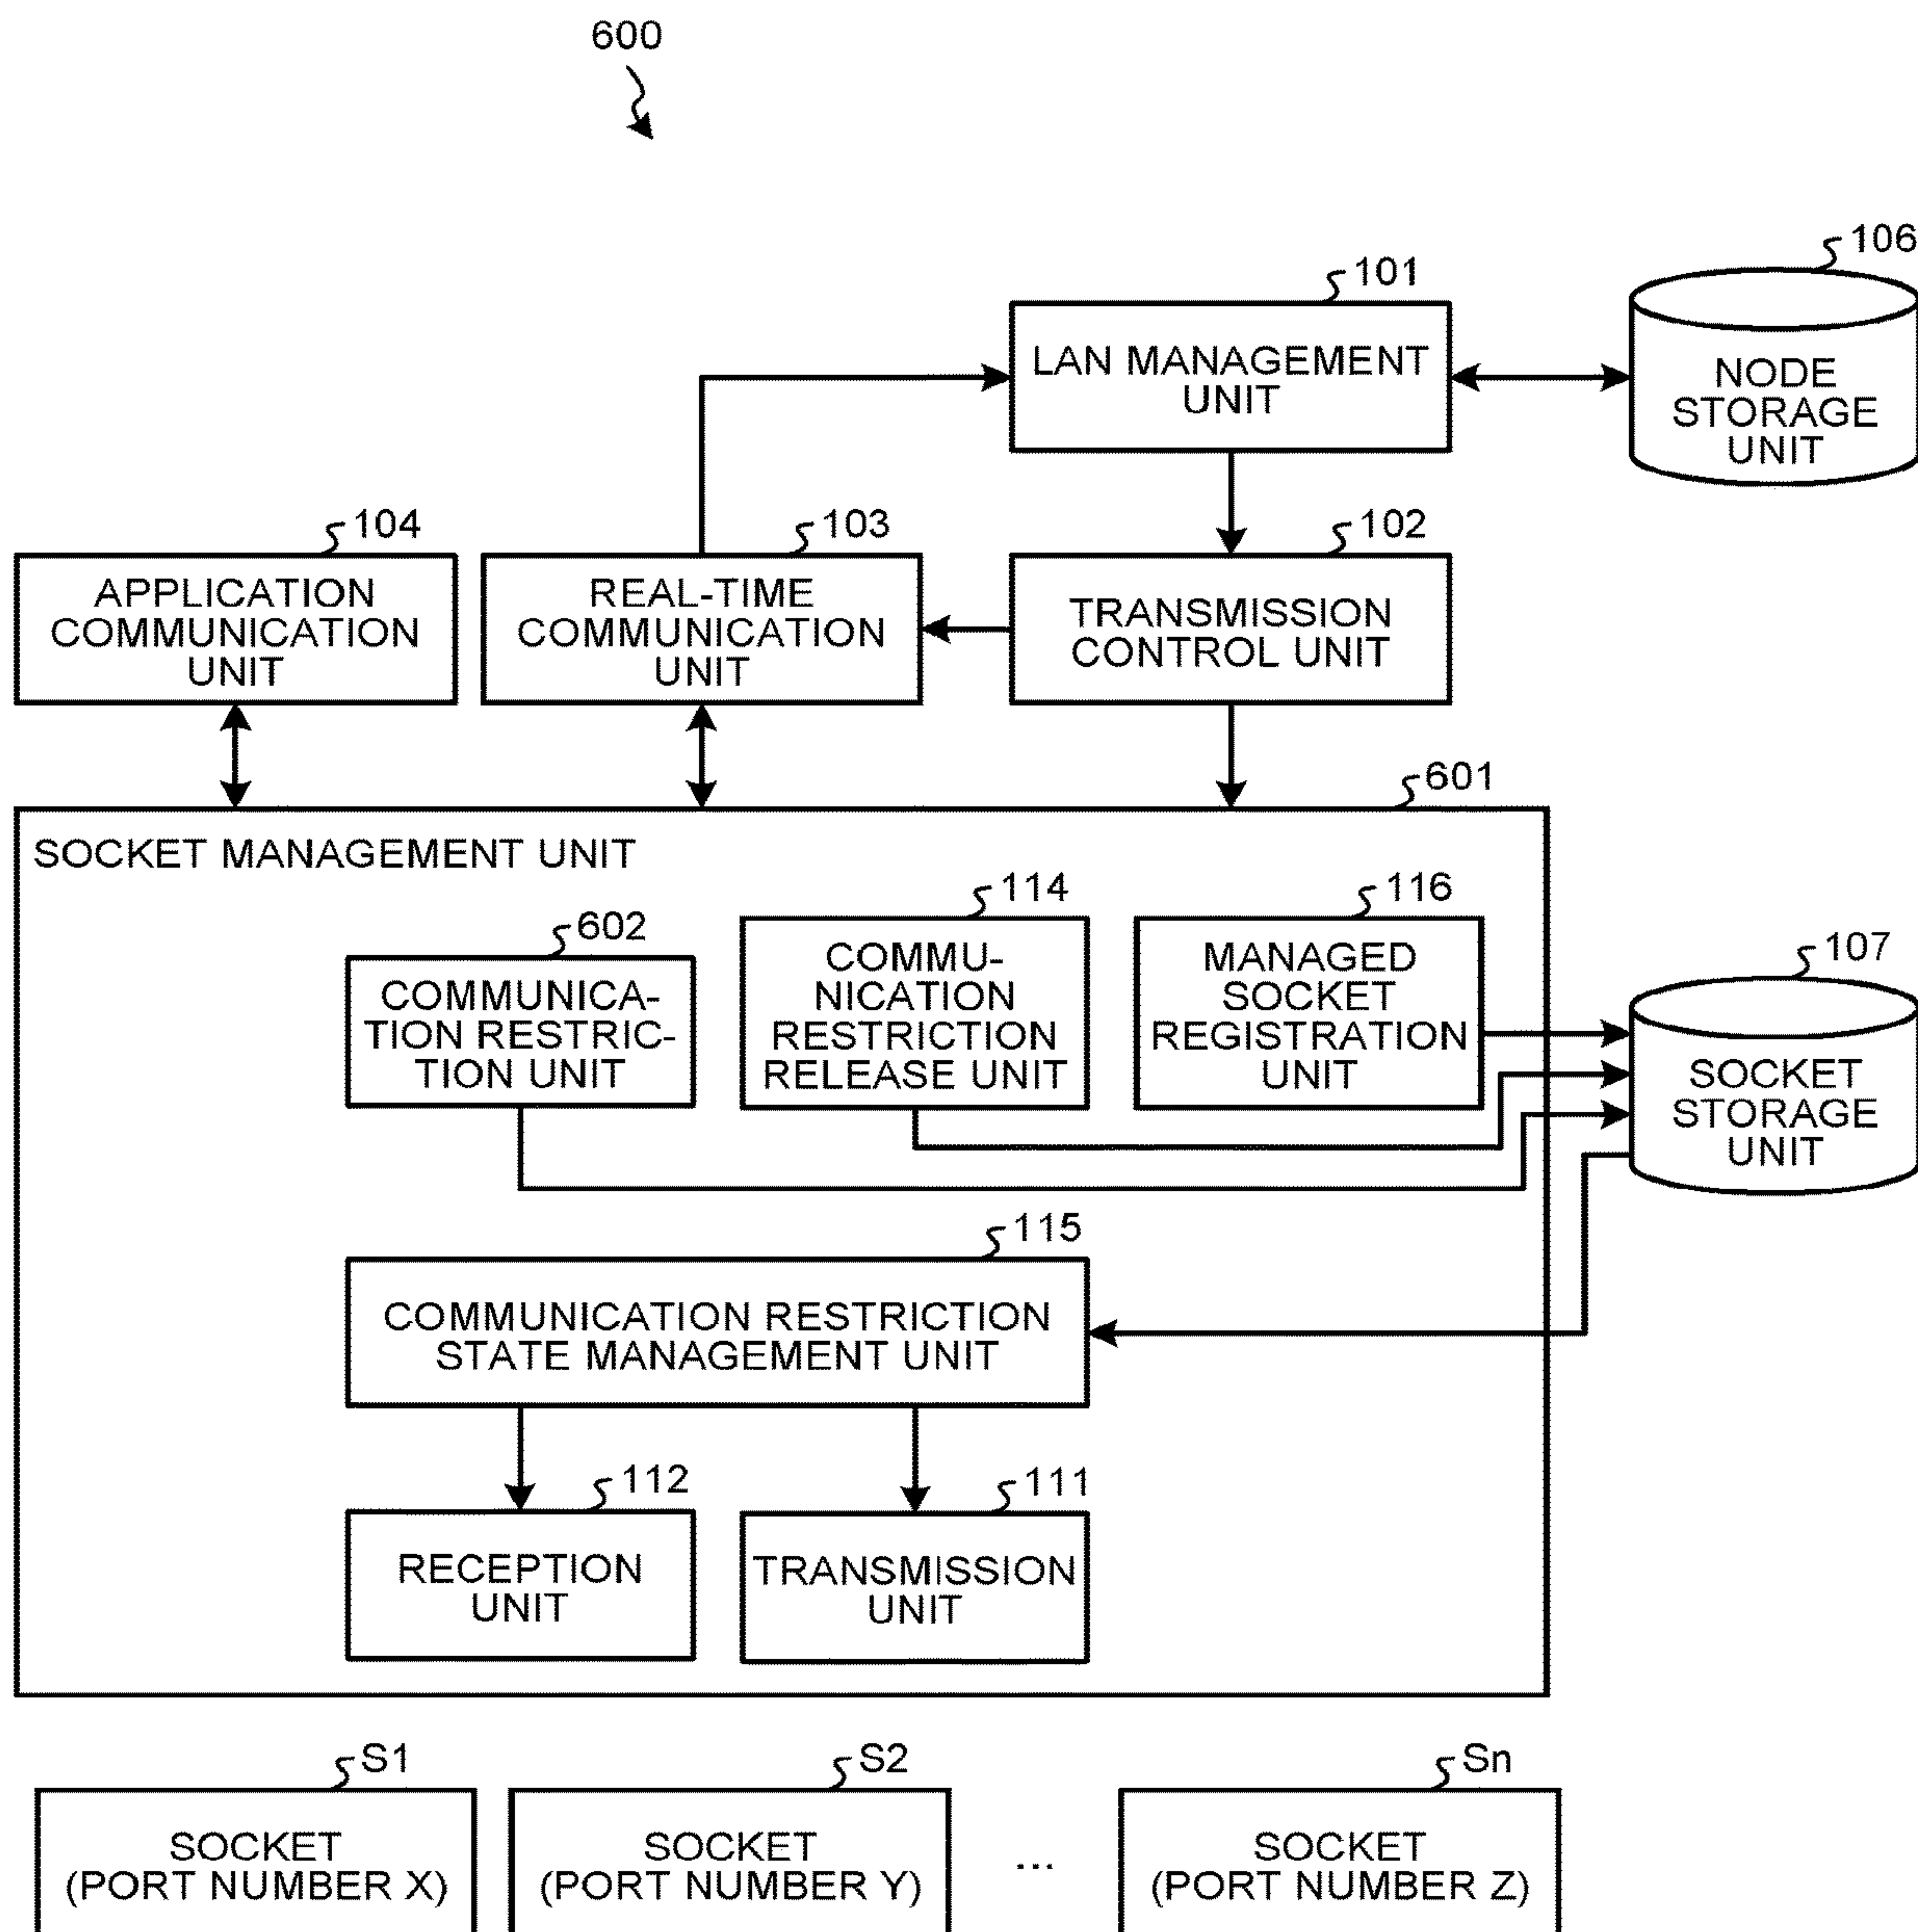 600
106
101
LAN MANAGEMENT
UNIT
NODE
STORAGE
UNIT
104
103
102
APPLICATION
COMMUNICATION
UNIT
REAL-TIME
COMMUNICATION
UNIT
TRANSMISSION
CONTROL UNIT
601
SOCKET MANAGEMENT UNIT
602
114
116
107
COMMUNICA-
TION RESTRIC-
TION UNIT
COMMU-
NICATION
RESTRICTION
RELEASE UNIT
MANAGED
SOCKET
REGISTRATION
UNIT
SOCKET
STORAGE
UNIT
115
COMMUNICATION RESTRICTION
STATE MANAGEMENT UNIT
112
111
RECEPTION
UNIT
TRANSMISSION
UNIT
S1
S2
Sn
SOCKET
(PORT NUMBER X)
SOCKET
(PORT NUMBER Y)
...
SOCKET
(PORT NUMBER Z)